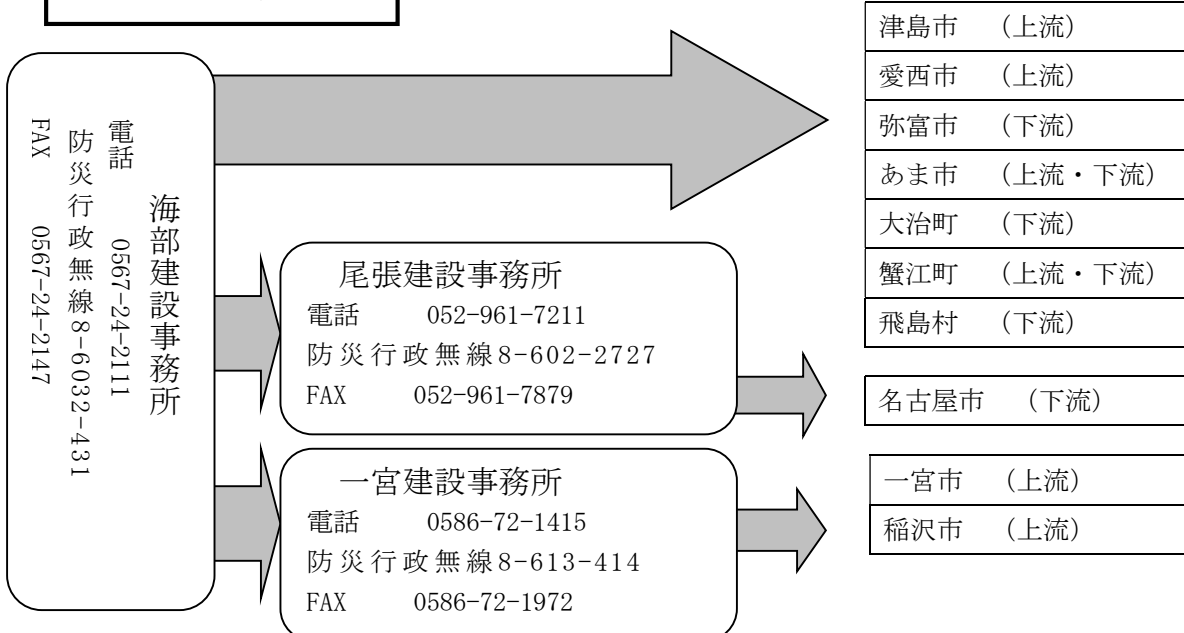 海部建設事務所
電話 0567-24-2111
防災行政無線8-6032-431
FAX 0567-24-2147
尾張建設事務所
電話 052-961-7211
防災行政無線8-602-2727
FAX 052-961-7879
一宮建設事務所
電話 0586-72-1415
防災行政無線8-613-414
FAX 0586-72-1972
津島市 （上流）
愛西市 （上流）
弥富市 （下流）
あま市 （上流・下流）
大治町 （下流）
蟹江町 （上流・下流）
飛島村 （下流）
名古屋市 （下流）
一宮市 （上流）
稲沢市 （上流）